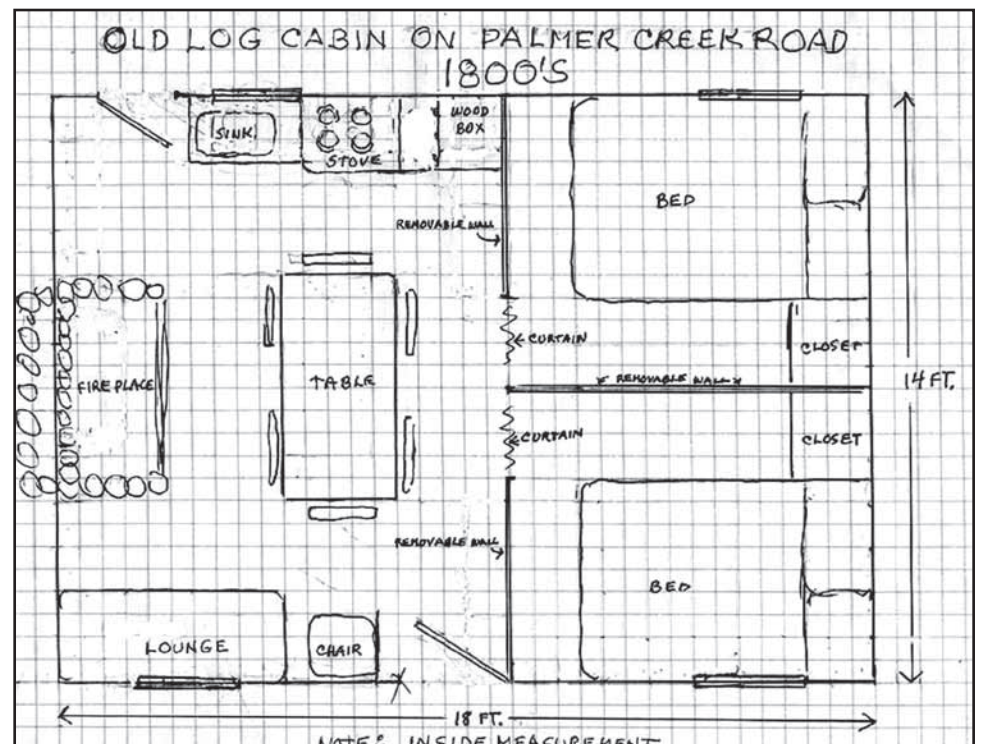 OLD LOG CABIN ON PALMER CREEK ROAD
1800'S
SINK
STOVE
WOOD
BOX
BED
REMOVABLE WALL
CURTAIN
CLOSET
FIRE PLACE
TABLE
REMOVABLE WALL
14 FT.
CURTAIN
CLOSET
REMOVABLE WALL
BED
LOUNGE
CHAIR
18 FT.
NOTE: INSIDE MEASUREMENT